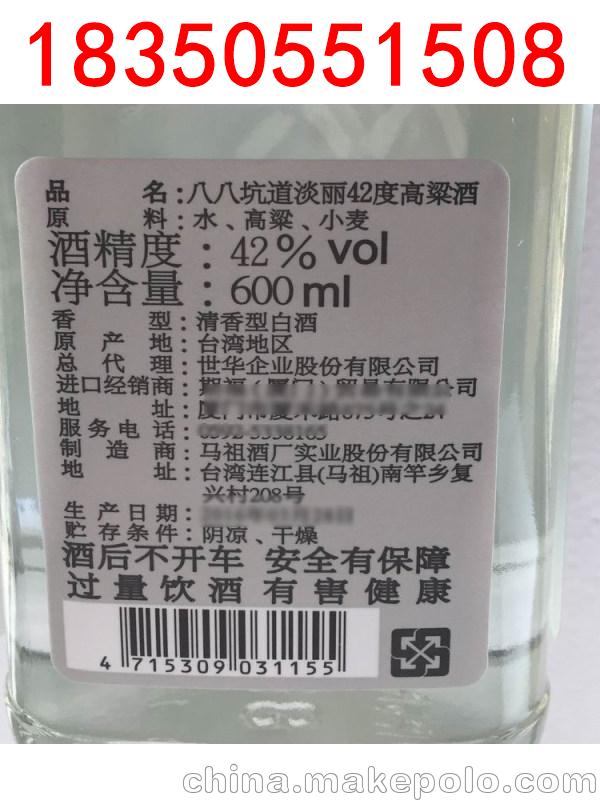 18350551508
品 名:八八坑道淡丽42度高粱酒
原 料:水、高粱、小麦
酒精度:42% vol
净含量:600 ml
香 型:清香型白酒
原 产 地:台湾地区
总 代 理:世华企业股份有限公司
进口经销商:
地 址:
服务电话:
制 造 商:马祖酒厂实业股份有限公司
地 址:台湾连江县(马祖)南竿乡复
兴村208号
生产日期:
贮存条件:阴凉、干燥
酒后不开车 安全有保障
过量饮酒有害健康
4 715309 031155
china.makepolo.com